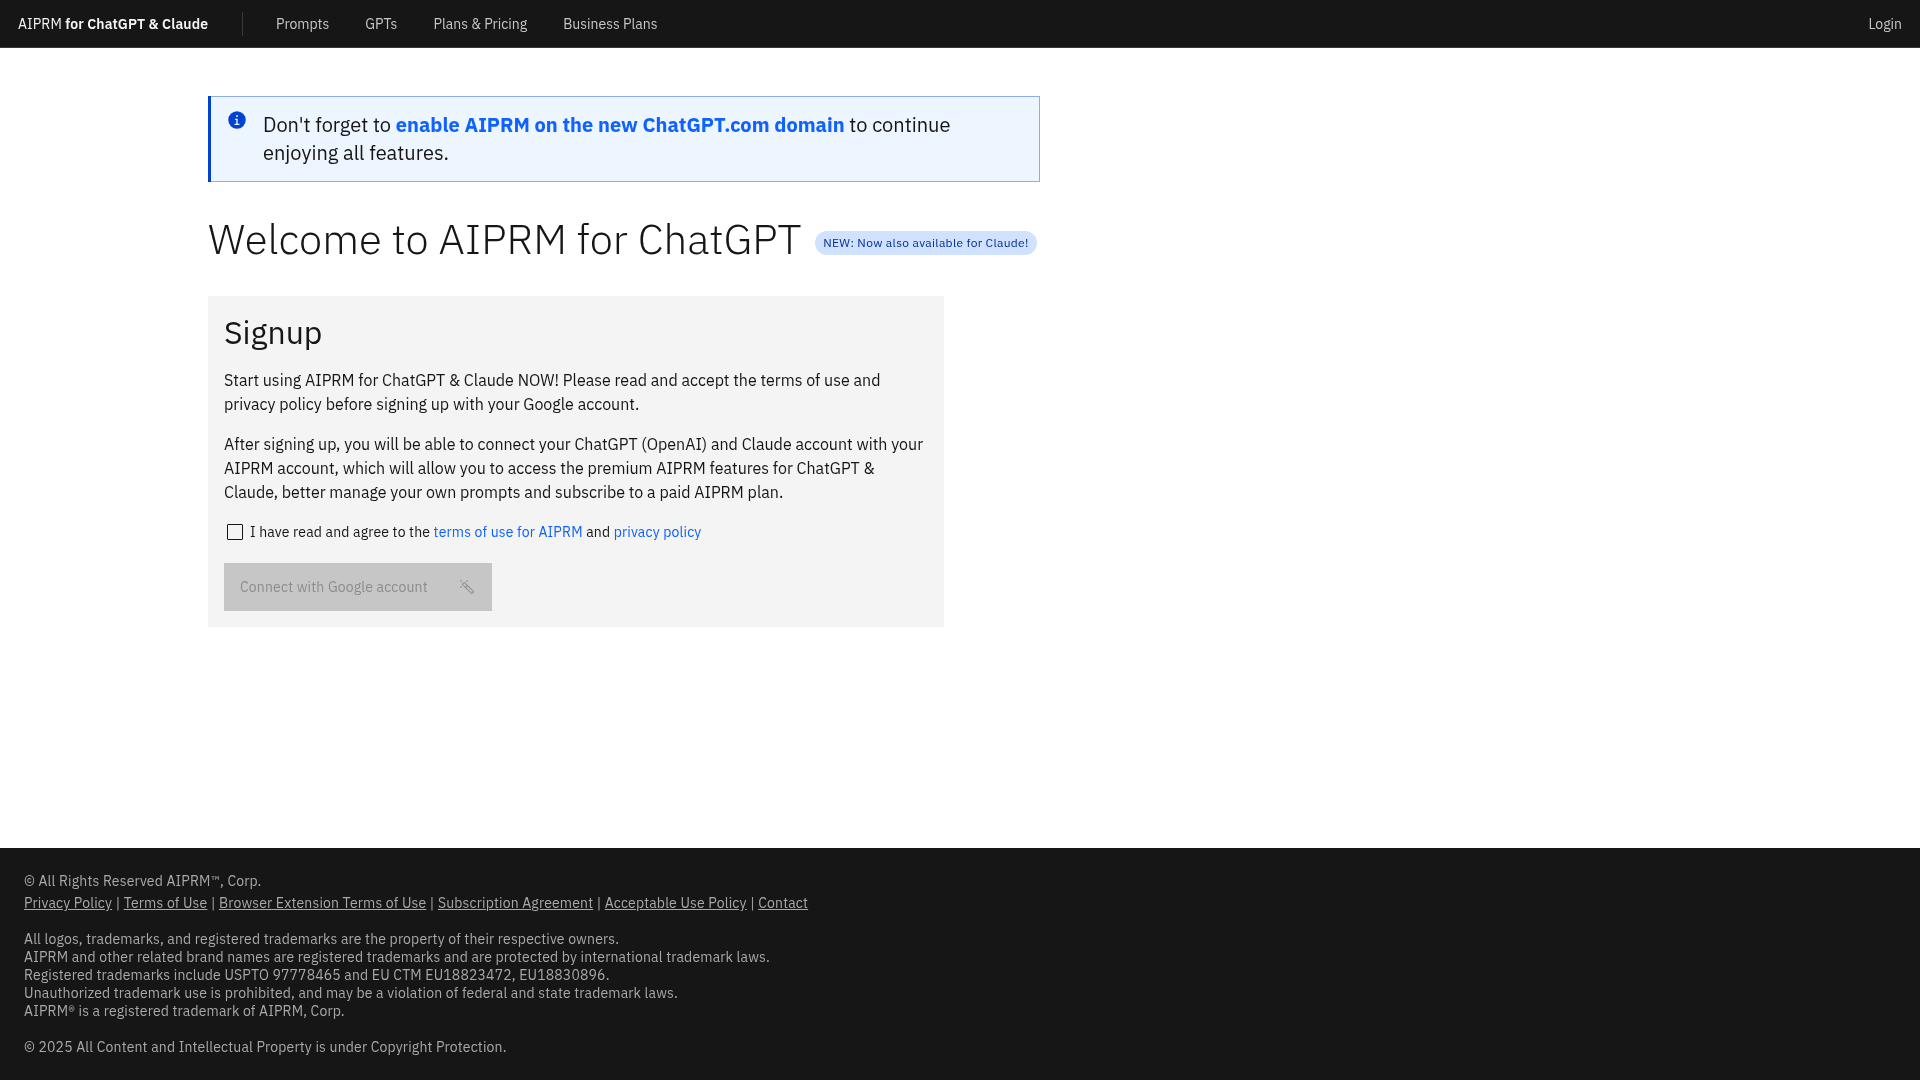 AIPRM for ChatGPT & Claude
Prompts
GPTs
Plans & Pricing
Business Plans
Login
Don't forget to enable AIPRM on the new ChatGPT.com domain to continue
enjoying all features.
Welcome to AIPRM for ChatGPT
NEW: Now also available for Claude!
Signup
Start using AIPRM for ChatGPT & Claude NOW! Please read and accept the terms of use and
privacy policy before signing up with your Google account.
After signing up, you will be able to connect your ChatGPT (OpenAI) and Claude account with your
AIPRM account, which will allow you to access the premium AIPRM features for ChatGPT &
Claude, better manage your own prompts and subscribe to a paid AIPRM plan.
I have read and agree to the terms of use for AIPRM and privacy policy
Connect with Google account
© All Rights Reserved AIPRM™, Corp.
Privacy Policy | Terms of Use | Browser Extension Terms of Use | Subscription Agreement | Acceptable Use Policy | Contact
All logos, trademarks, and registered trademarks are the property of their respective owners.
AIPRM and other related brand names are registered trademarks and are protected by international trademark laws.
Registered trademarks include USPTO 97778465 and EU CTM EU18823472, EU18830896.
Unauthorized trademark use is prohibited, and may be a violation of federal and state trademark laws.
AIPRM® is a registered trademark of AIPRM, Corp.
© 2025 All Content and Intellectual Property is under Copyright Protection.